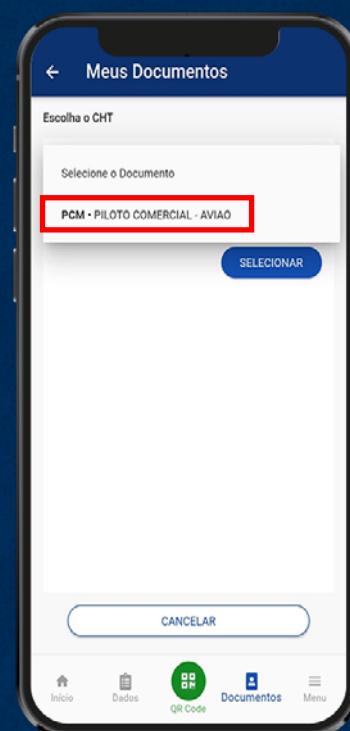 Meus Documentos
Escolha o CHT
Selecione o Documento
PCM • PILOTO COMERCIAL - AVIAO
SELECIONAR
CANCELAR
Início Dados QR Code Documentos Menu